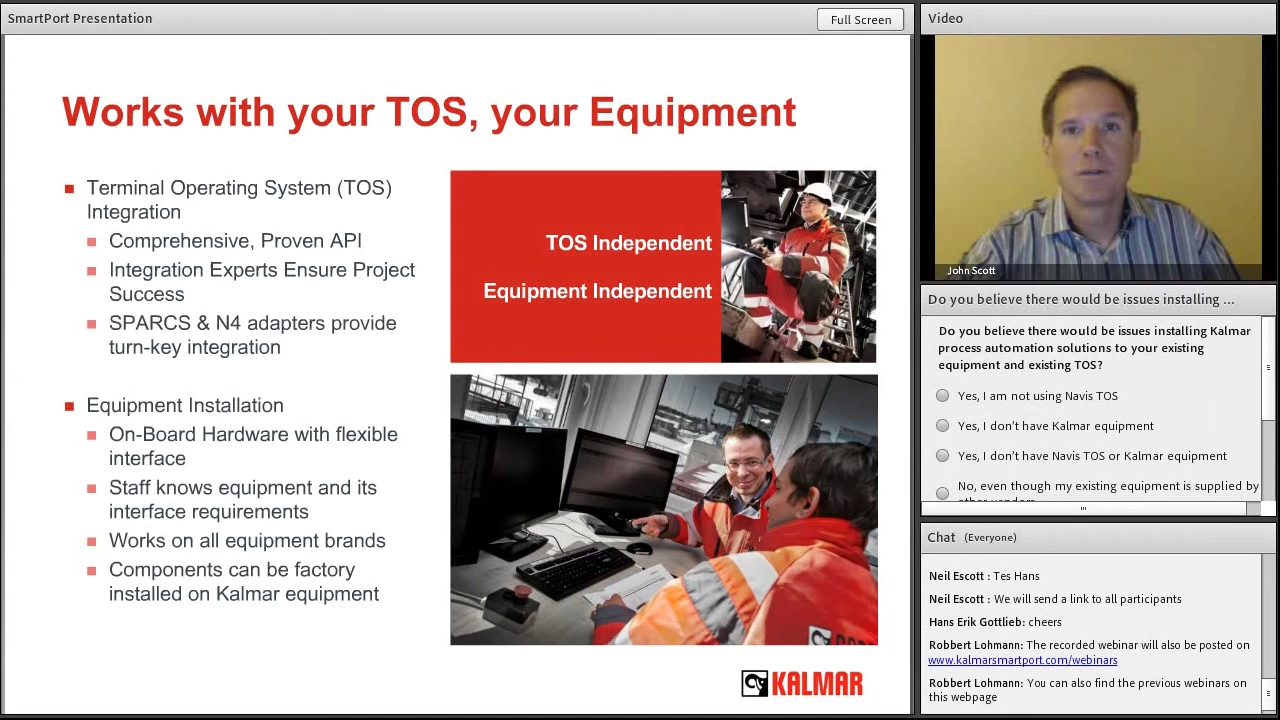 SmartPort Presentation
Full Screen
Works with your TOS, your Equipment
Terminal Operating System (TOS)
Integration
Comprehensive, Proven API
Integration Experts Ensure Project
Success
SPARCS & N4 adapters provide
turn-key integration
Equipment Installation
On-Board Hardware with flexible
interface
Staff knows equipment and its
interface requirements
Works on all equipment brands
Components can be factory
installed on Kalmar equipment
TOS Independent
Equipment Independent
KALMAR
Video
John Scott
Do you believe there would be issues installing ...
Do you believe there would be issues installing Kalmar
process automation solutions to your existing
equipment and existing TOS?
Yes, I am not using Navis TOS
Yes, I don't have Kalmar equipment
Yes, I don't have Navis TOS or Kalmar equipment
No, even though my existing equipment is supplied by
Chat (Everyone)
Neil Escott : Tes Hans
Neil Escott : We will send a link to all participants
Hans Erik Gottlieb: cheers
Robbert Lohmann: The recorded webinar will also be posted on
www.kalmarsmartport.com/webinars
Robbert Lohmann: You can also find the previous webinars on
this webpage